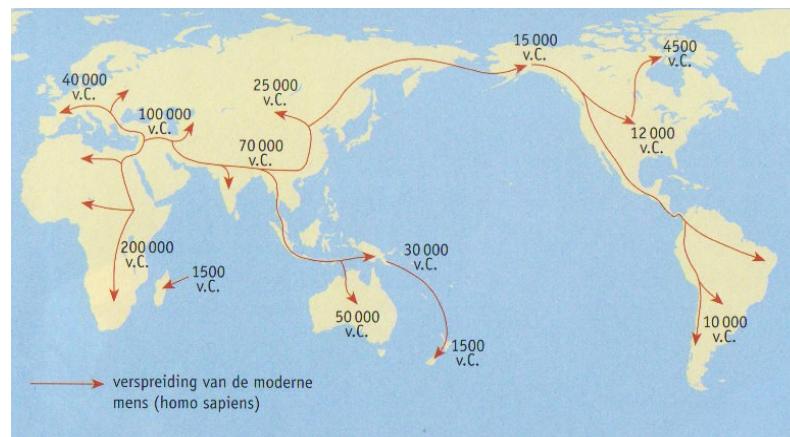 15 000
v.C.
4500
v.C.
40 000
v.C.
25 000
v.C.
100 000
v.C.
12 000
v.C.
70 000
v.C.
200 000
v.C.
1500
v.C.
30 000
v.C.
50 000
v.C.
1500
v.C.
10 000
v.C.
verspreiding van de moderne
mens (homo sapiens)